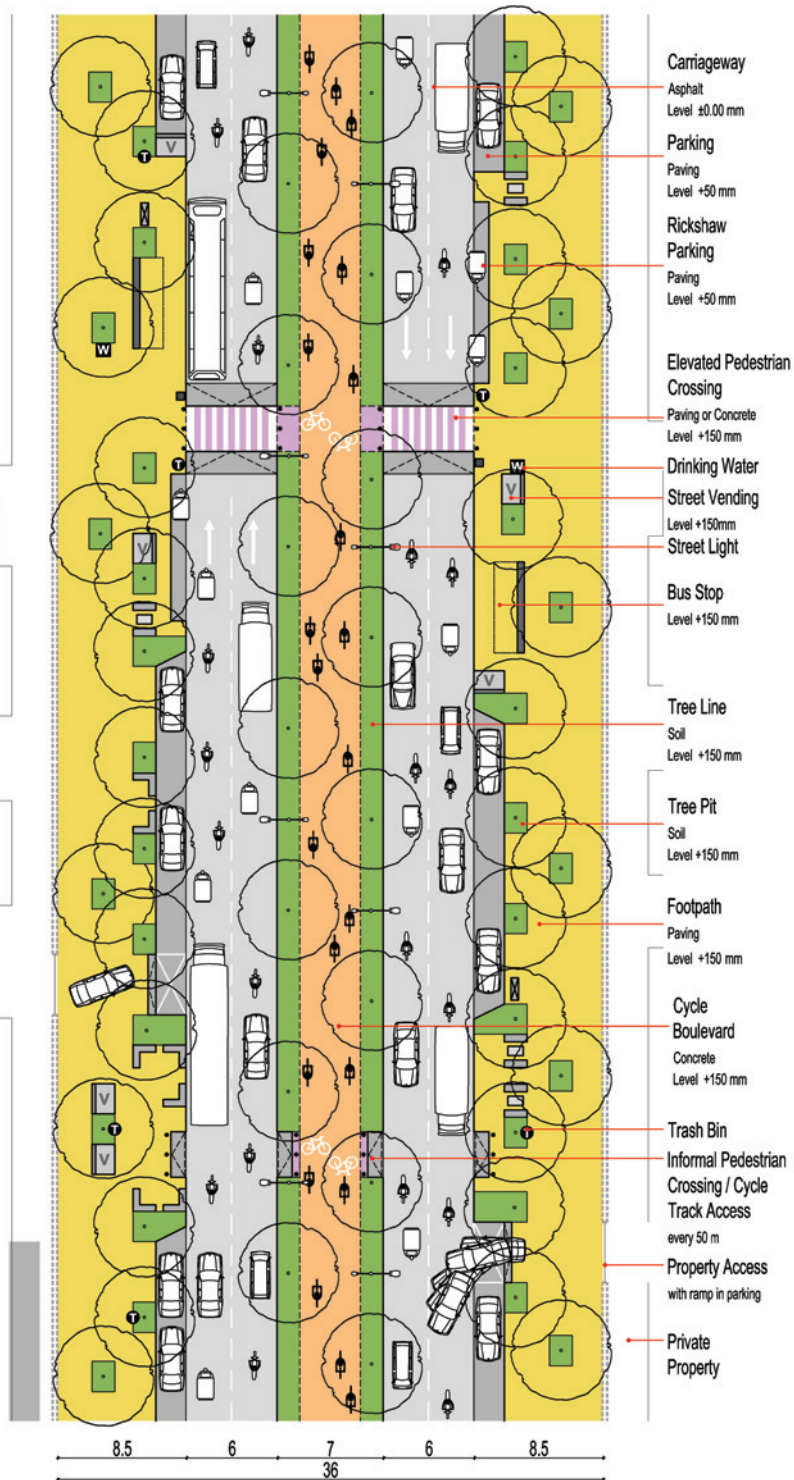 Carriageway
Asphalt
Level ±0.00 mm
Parking
Paving
Level +50 mm
Rickshaw
Parking
Paving
Level +50 mm
Elevated Pedestrian
Crossing
Paving or Concrete
Level +150 mm
Drinking Water
Street Vending
Level +150mm
Street Light
Bus Stop
Level +150 mm
Tree Line
Soil
Level +150 mm
Tree Pit
Soil
Level +150 mm
Footpath
Paving
Level +150 mm
Cycle
Boulevard
Concrete
Level +150 mm
Trash Bin
Informal Pedestrian
Crossing / Cycle
Track Access
every 50 m
Property Access
with ramp in parking
Private
Property
T
V
W
T
T
W
V
V
V
V
T
V
T
T
8.5 6 7 6 8.5
36